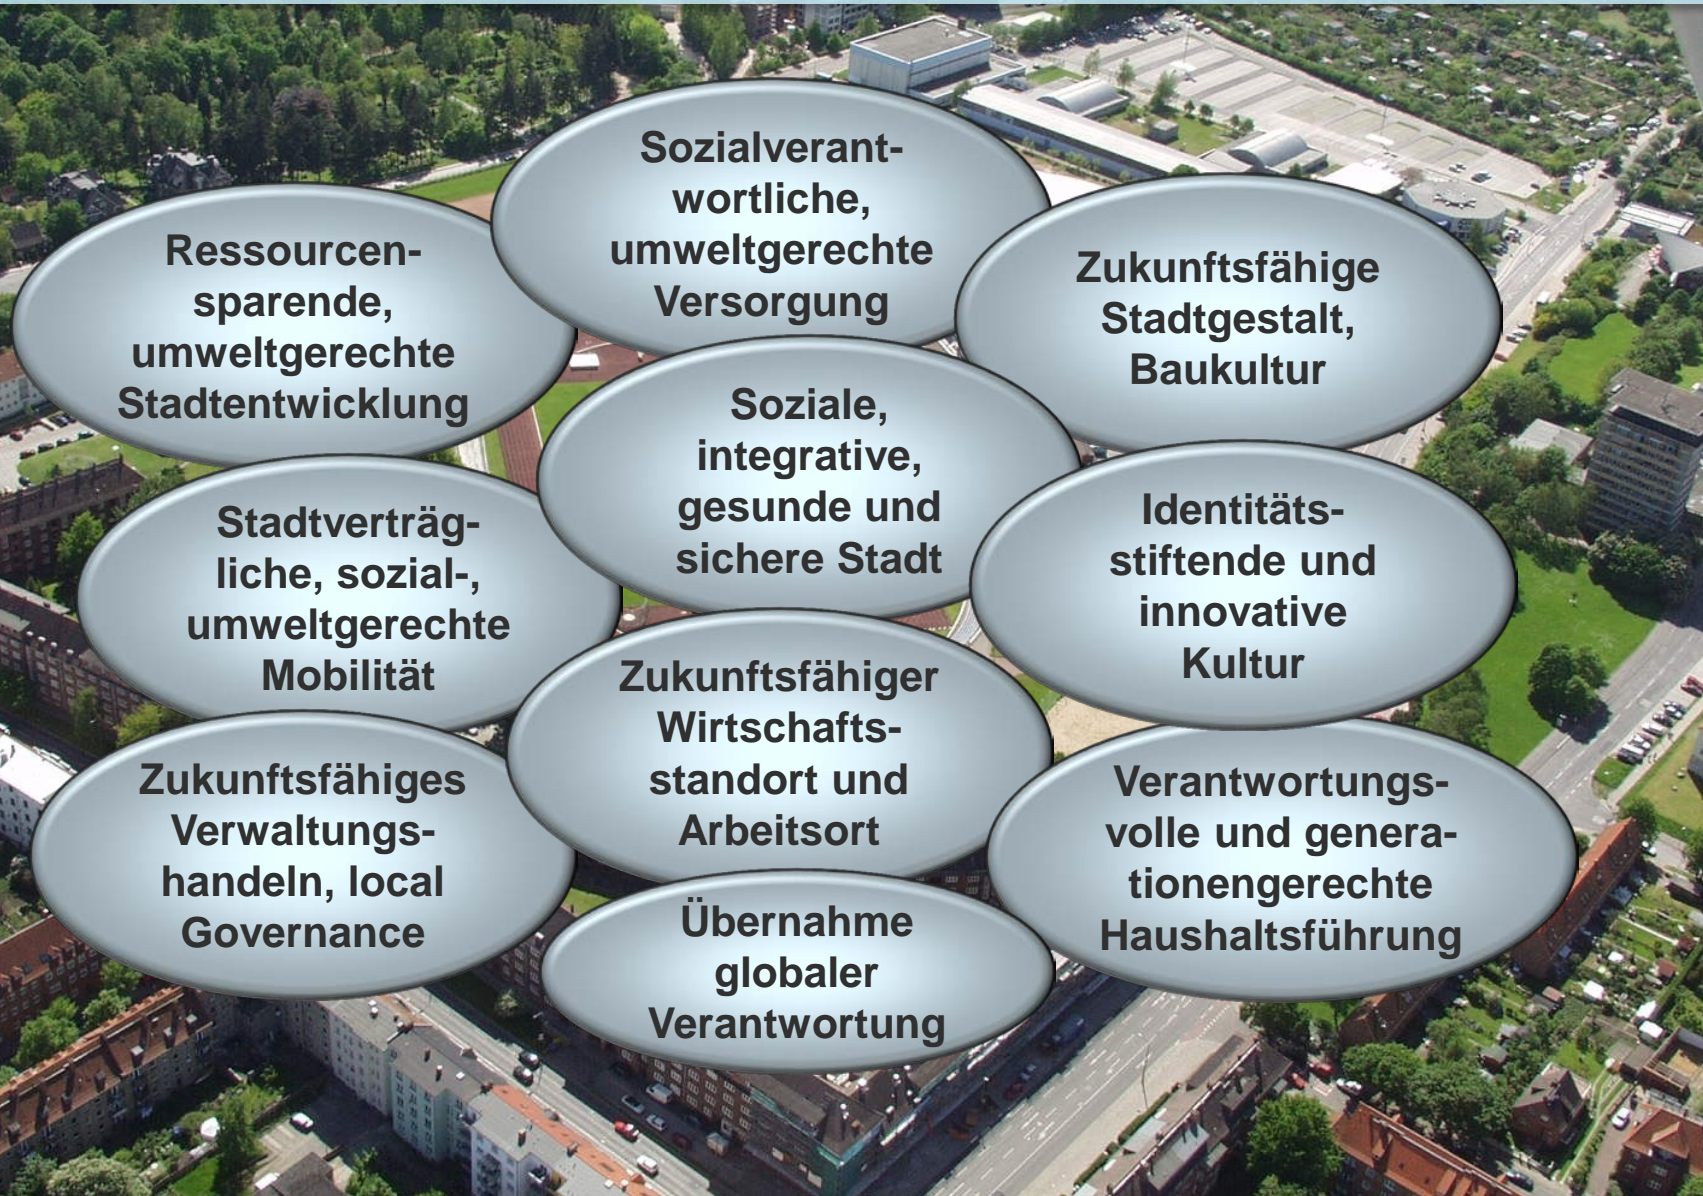 Sozialverant-
wortliche,
umweltgerechte
Versorgung
Ressourcen-
sparende,
umweltgerechte
Stadtentwicklung
Zukunftsfähige
Stadtgestalt,
Baukultur
Soziale,
integrative,
gesunde und
sichere Stadt
Stadtverträg-
liche, sozial-,
umweltgerechte
Mobilität
Identitäts-
stiftende und
innovative
Kultur
Zukunftsfähiger
Wirtschafts-
standort und
Arbeitsort
Zukunftsfähiges
Verwaltungs-
handeln, local
Governance
Verantwortungs-
volle und genera-
tionengerechte
Haushaltsführung
Übernahme
globaler
Verantwortung